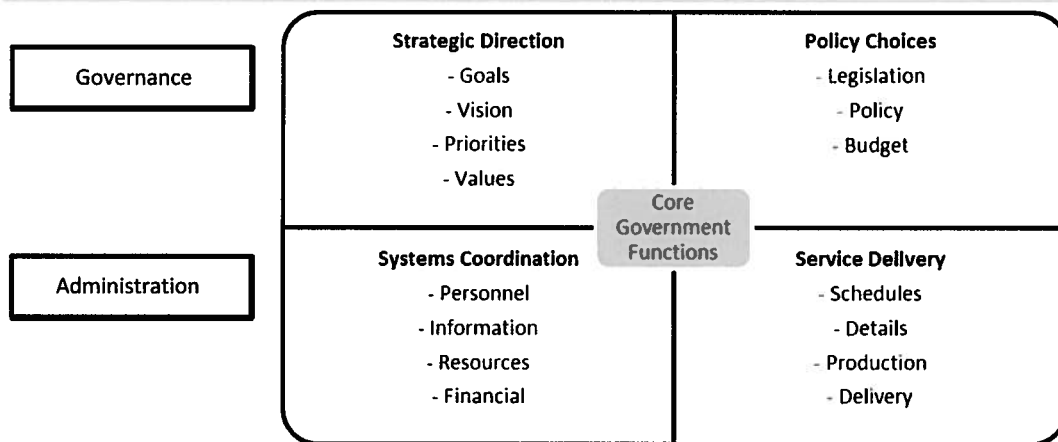 Governance
Strategic Direction
- Goals
- Vision
- Priorities
- Values
Policy Choices
- Legislation
- Policy
- Budget
Core
Government
Functions
Administration
Systems Coordination
- Personnel
- Information
- Resources
- Financial
Service Delivery
- Schedules
- Details
- Production
- Delivery